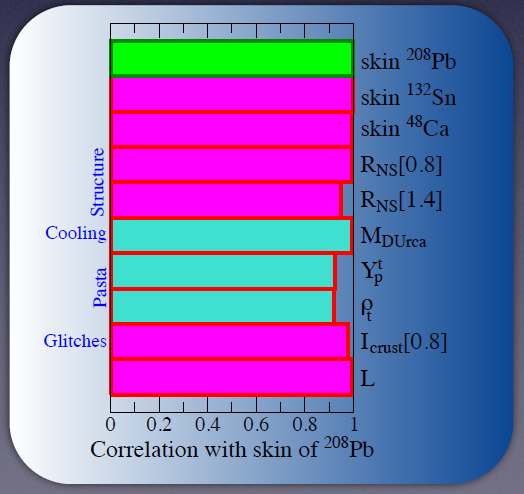 skin ²⁰⁸Pb
skin ¹³²Sn
skin ⁴⁸Ca
R_NS[0.8]
Structure
R_NS[1.4]
Cooling
M_DUrca
Pasta
Y_p^t
ρ_t
Glitches
I_crust[0.8]
L
0 0.2 0.4 0.6 0.8 1
Correlation with skin of ²⁰⁸Pb